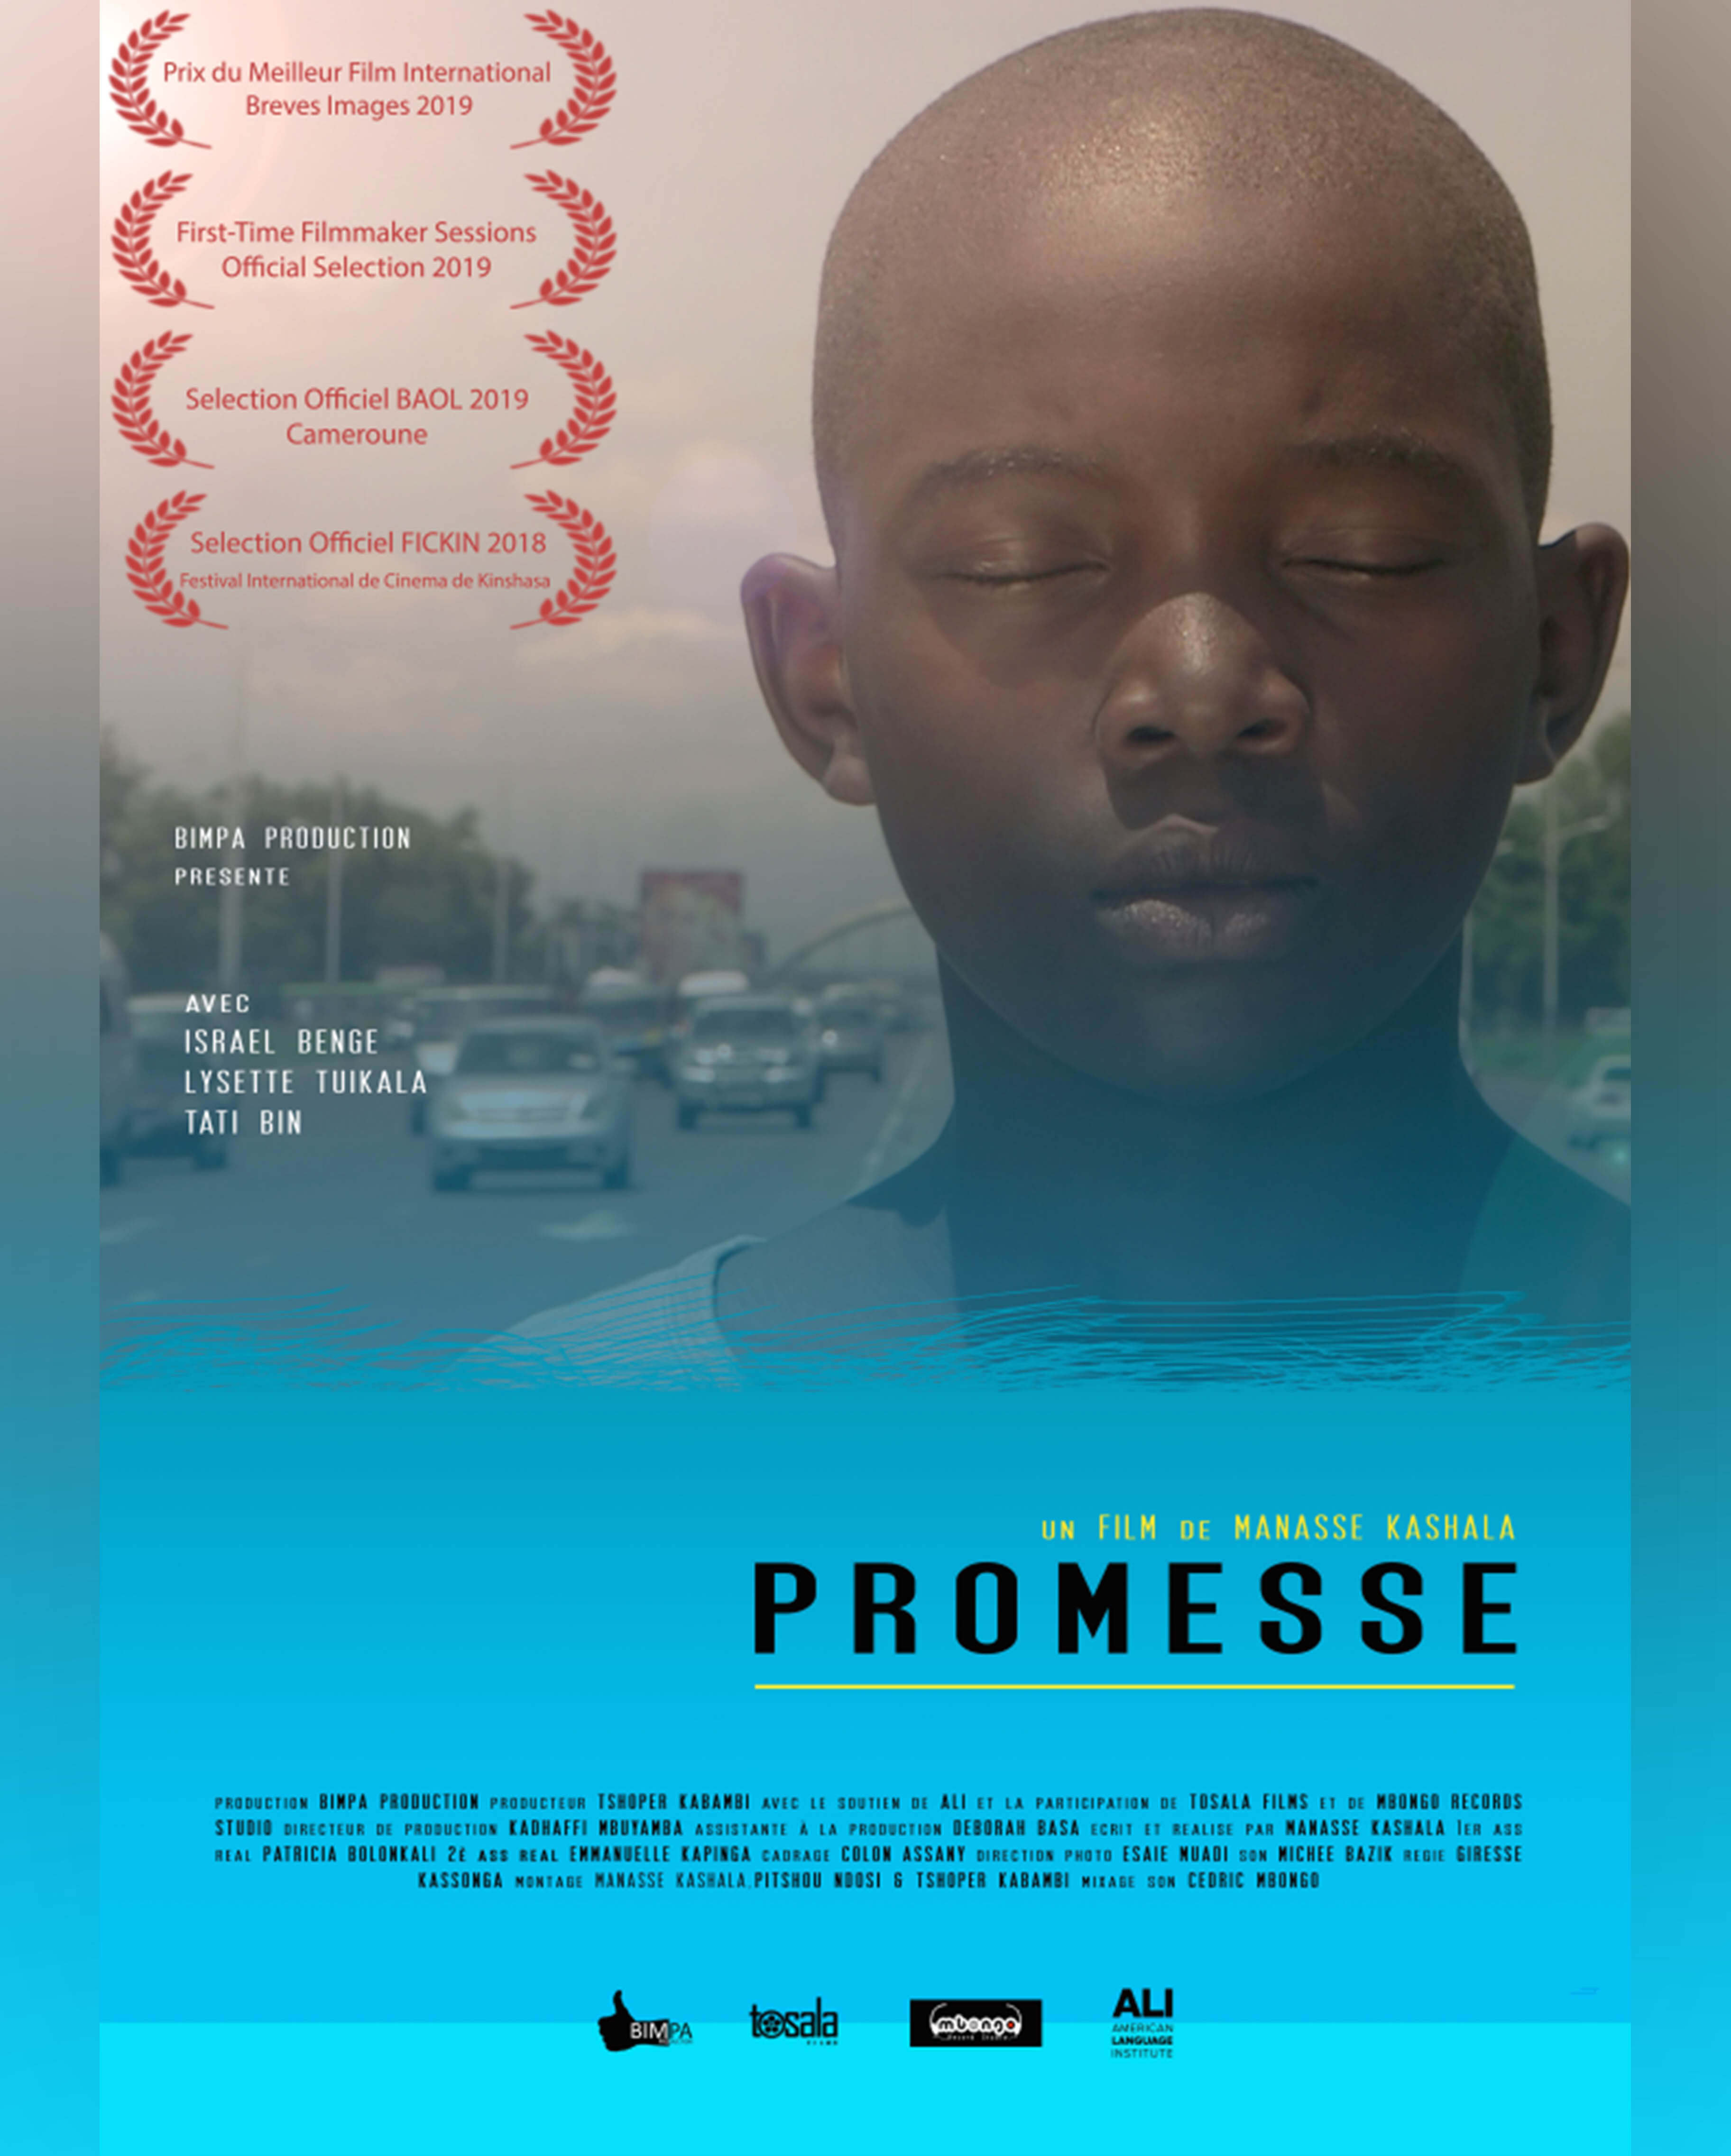 Prix du Meilleur Film International
Breves Images 2019
First-Time Filmmaker Sessions
Official Selection 2019
Selection Officiel BAOL 2019
Cameroune
Selection Officiel FICKIN 2018
Festival International de Cinema de Kinshasa
BIMPA PRODUCTION
PRESENTE
AVEC
ISRAEL BENGE
LYSETTE TUIKALA
TATI BIN
UN FILM DE MANASSE KASHALA
PROMESSE
PRODUCTION BIMPA PRODUCTION PRODUCTEUR TSHOPER KABAMBI AVEC LE SOUTIEN DE ALI ET LA PARTICIPATION DE TOSALA FILMS ET DE MBONGO RECORDS
STUDIO DIRECTEUR DE PRODUCTION KADHAFFI MBUYAMBA ASSISTANTE À LA PRODUCTION DEBORAH BASA ECRIT ET REALISE PAR MANASSE KASHALA 1ER ASS
REAL PATRICIA BOLONKALI 2È ASS REAL EMMANUELLE KAPINGA CADRAGE COLON ASSANY DIRECTION PHOTO ESAIE MUADI SON MICHEE BAZIK REGIE GIRESSE
KASSONGA MONTAGE MANASSE KASHALA.PITSHOU NDOSI & TSHOPER KABAMBI MIXAGE SON CEDRIC MBONGO
BIMPA
tosala
FILMS
mbongo
ALI
AMERICAN
LANGUAGE
INSTITUTE